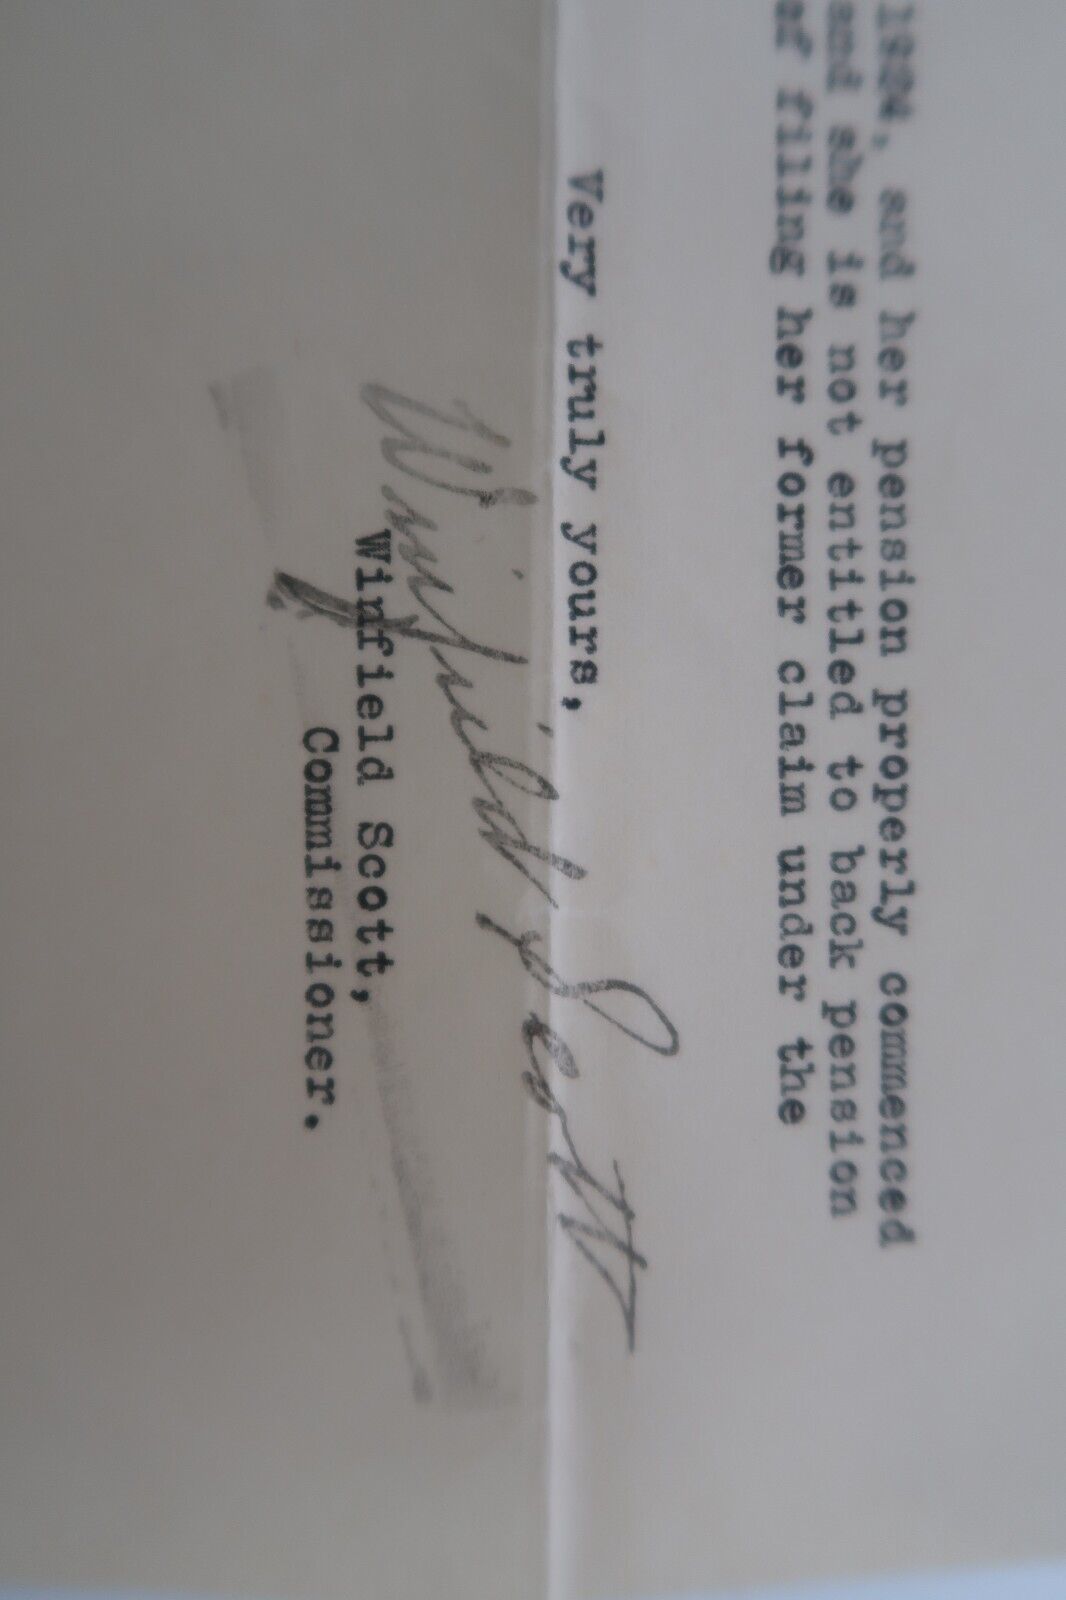 1924, and her pension properly commenced
and she is not entitled to back pension
of filing her former claim under the
Very truly yours,
Winfield Scott
Winfield Scott,
Commissioner.